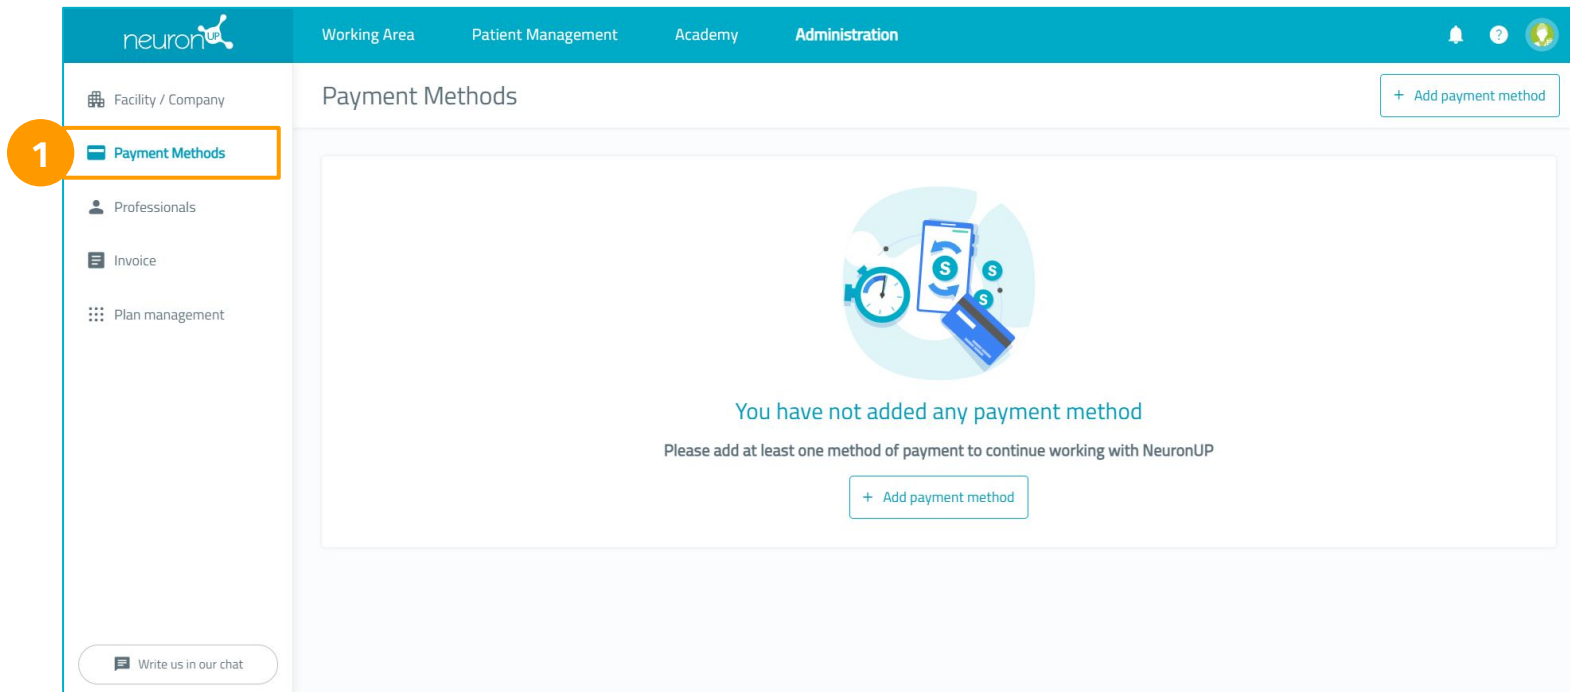 neuronUP
Working Area
Patient Management
Academy
Administration
?
Facility / Company
Payment Methods
+ Add payment method
1
Payment Methods
Professionals
Invoice
Plan management
S
S
S
You have not added any payment method
Please add at least one method of payment to continue working with NeuronUP
+ Add payment method
Write us in our chat